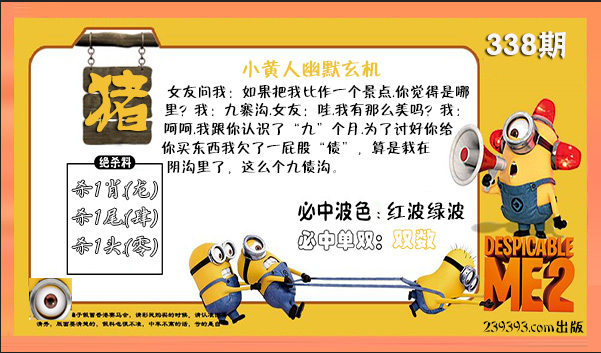 338期
猪
小黄人幽默玄机
女友问我：如果把我比作一个景点.你觉得是哪
里？我：九寨沟.女友：哇.我有那么美吗？我：
呵呵.我跟你认识了“九”个月.为了讨好你给
你买东西我欠了一屁股“债”，算是我在
阴沟里了，这么个九债沟。
绝杀料
杀1肖.(龙)
杀1尾.(肆)
杀1头.(零)
必中波色：红波绿波
必中单双：双数
DESPICABLE
ME2
239393.com出版